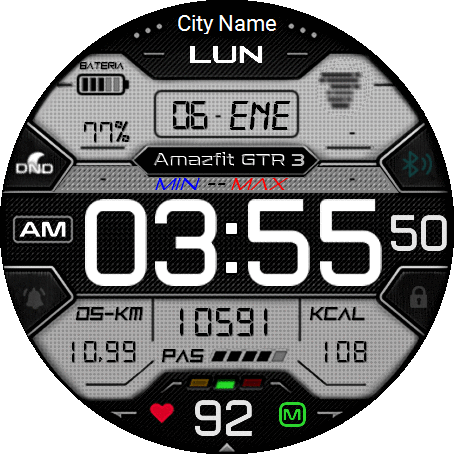 City Name
LUN
BATERIA
06-ENE
77%
-
Amazfit GTR 3
DND
- MIN -- MAX -
AM 03:55 50
DS-KM 10591 KCAL
10,99 PAS 108
92 M